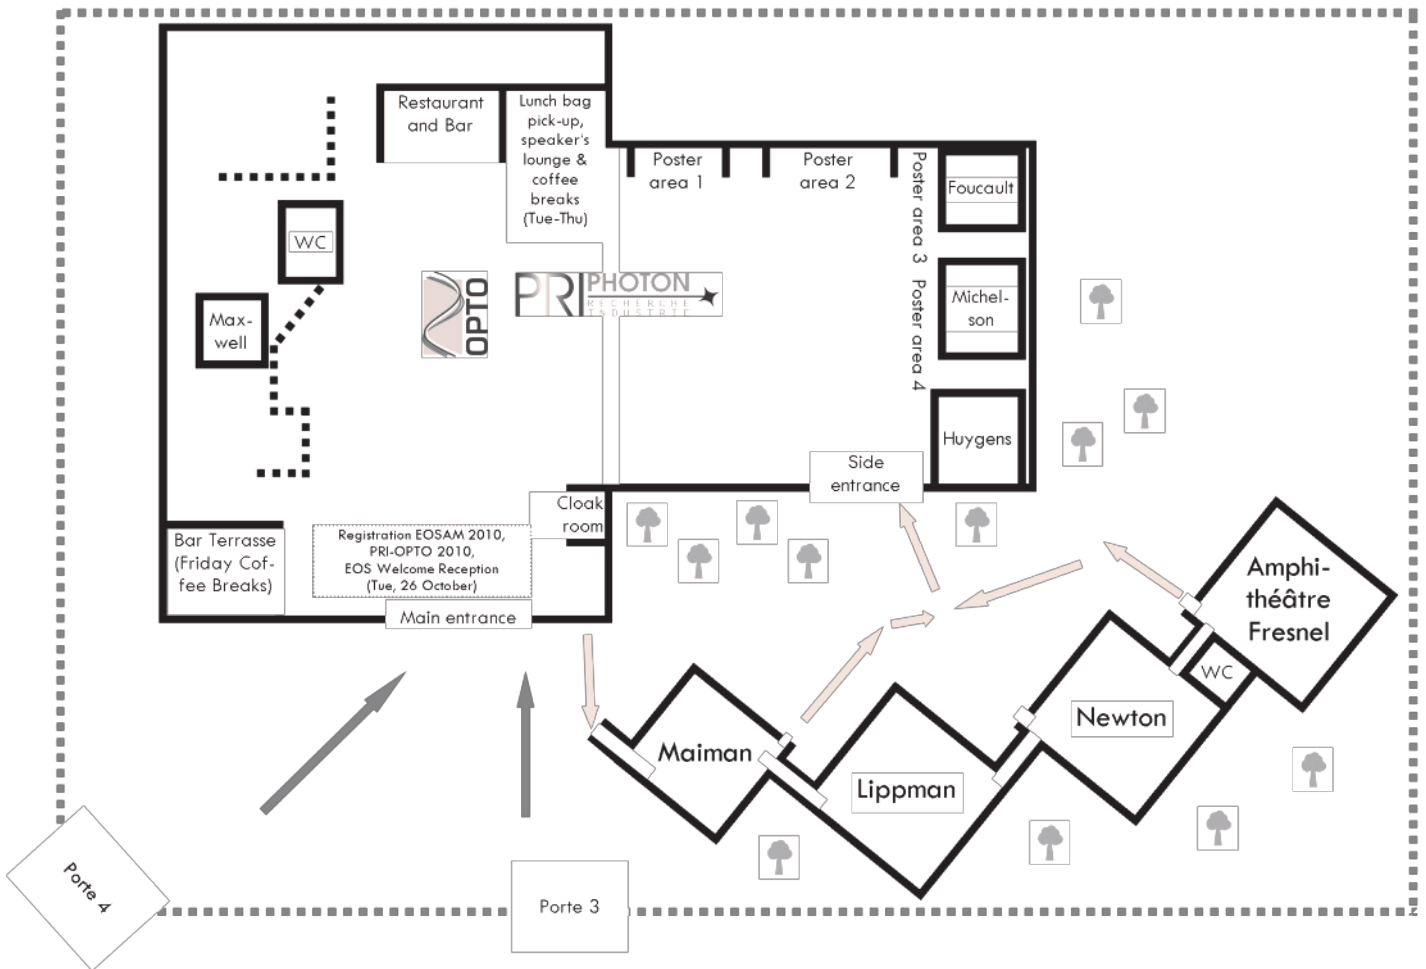 Restaurant
and Bar
Lunch bag
pick-up,
speaker's
lounge &
coffee
breaks
(Tue-Thu)
Poster
area 1
Poster
area 2
Poster area 3
Poster area 4
Foucault
WC
Max-
well
OPTO
PRI PHOTON
RECHERCHE
INDUSTRIE
Michel-
son
Huygens
Side
entrance
Cloak
room
Bar Terrasse
(Friday Cof-
fee Breaks)
Registration EOSAM 2010,
PRI-OPTO 2010,
EOS Welcome Reception
(Tue, 26 October)
Main entrance
Amphi-
théâtre
Fresnel
WC
Newton
Maiman
Lippman
Porte 4
Porte 3